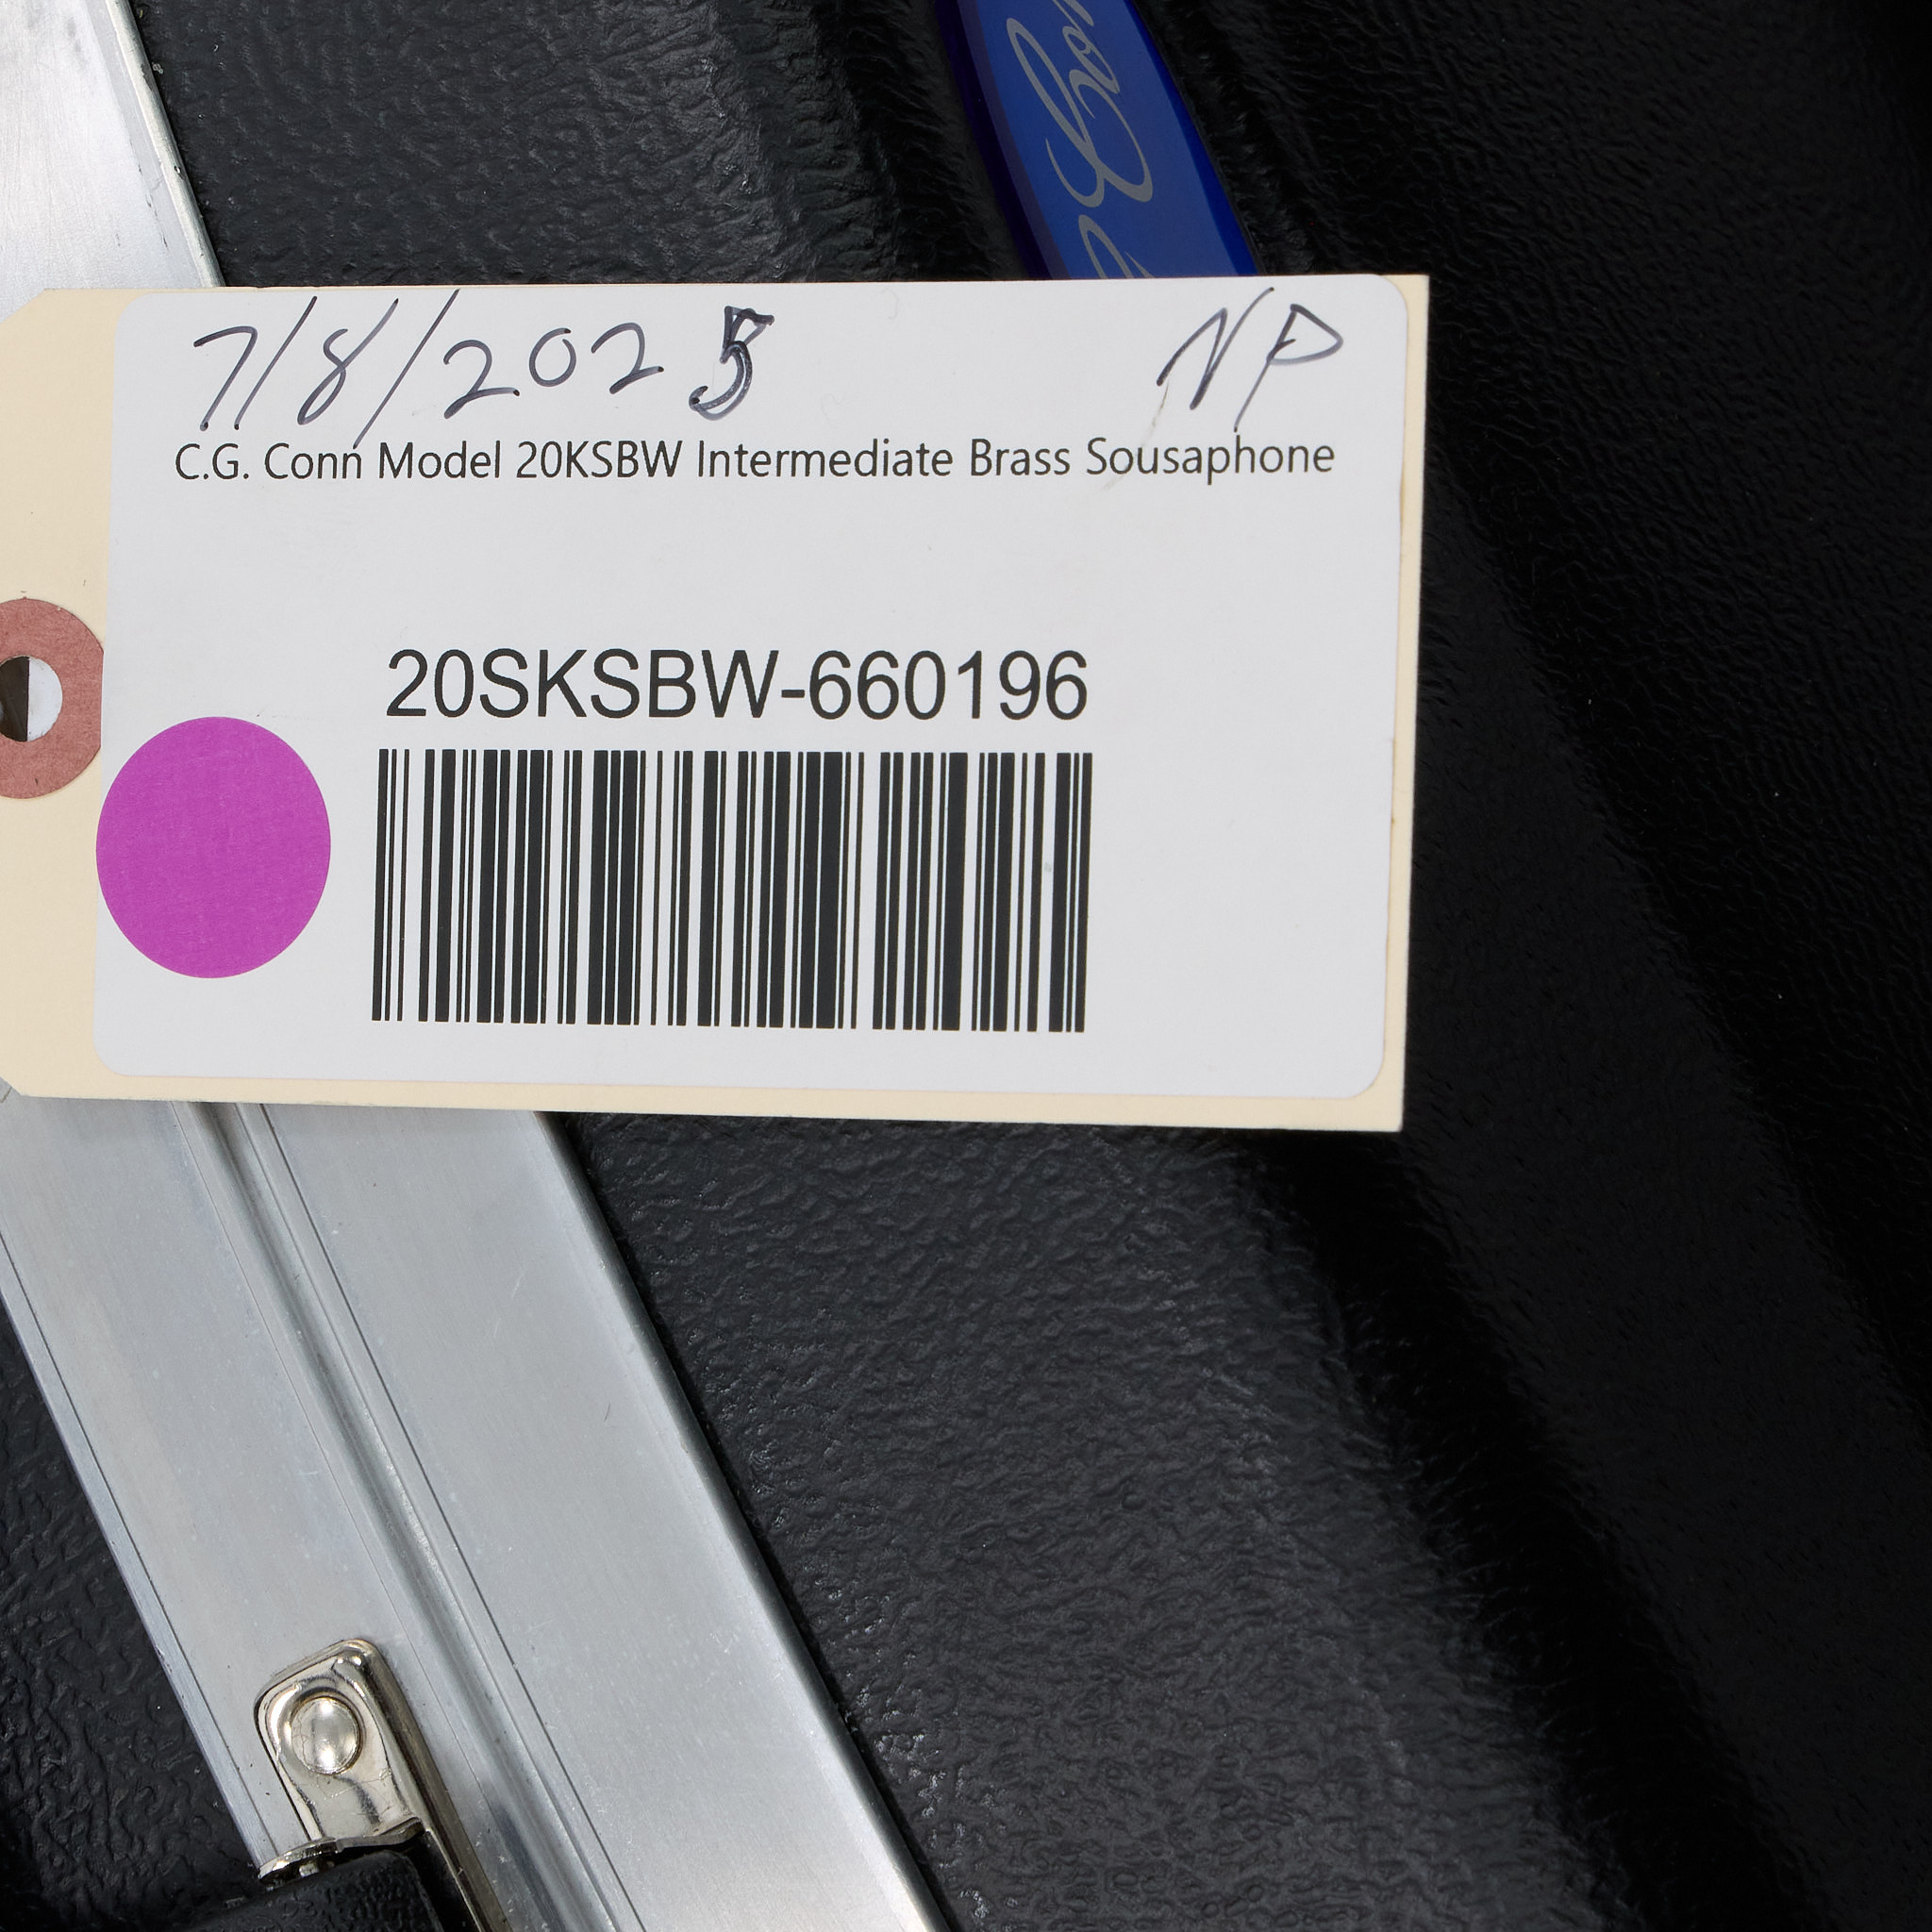 7/8/2025 NP
C.G. Conn Model 20KSBW Intermediate Brass Sousaphone
20SKSBW-660196